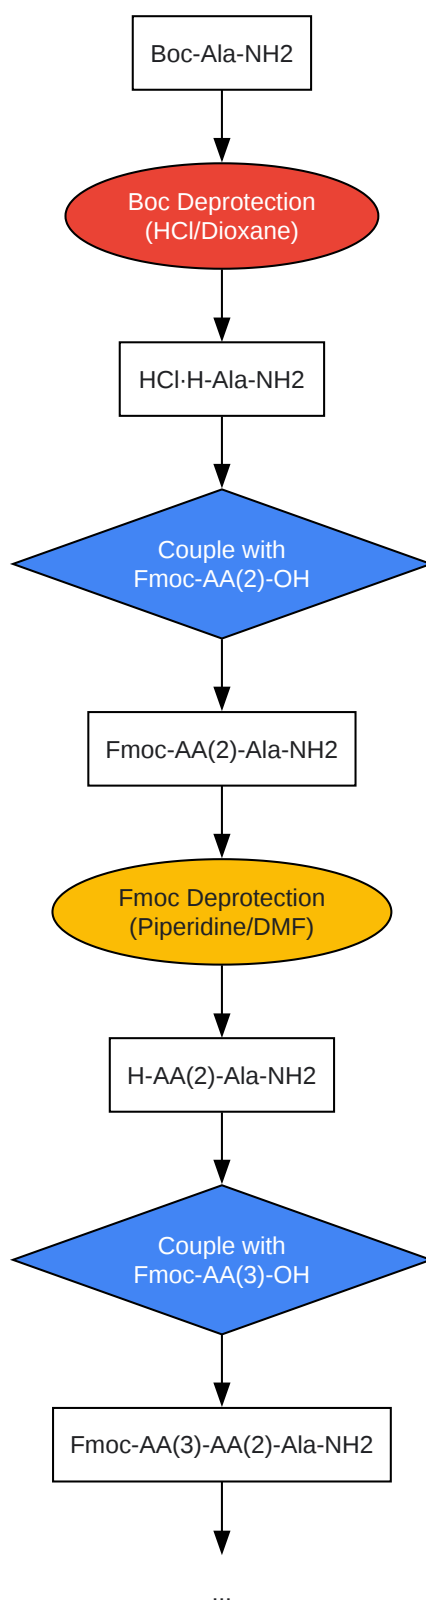 Boc-Ala-NH2
Boc Deprotection
(HCl/Dioxane)
HCl·H-Ala-NH2
Couple with
Fmoc-AA(2)-OH
Fmoc-AA(2)-Ala-NH2
Fmoc Deprotection
(Piperidine/DMF)
H-AA(2)-Ala-NH2
Couple with
Fmoc-AA(3)-OH
Fmoc-AA(3)-AA(2)-Ala-NH2
...